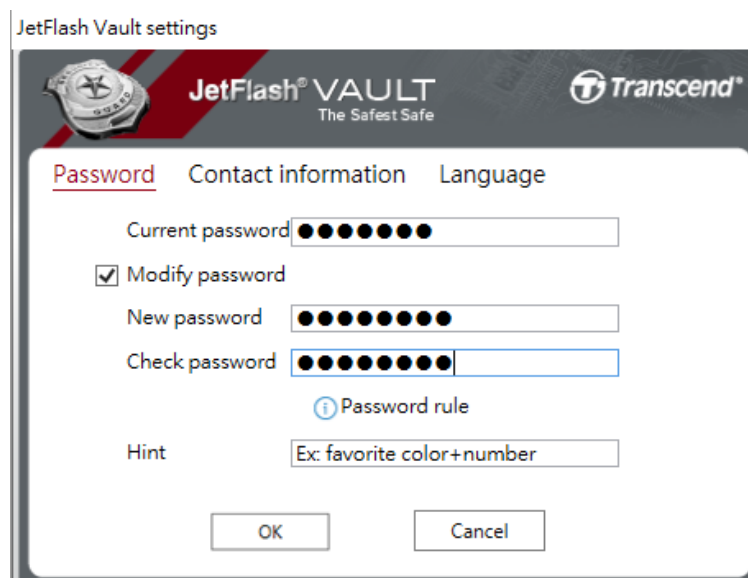 JetFlash Vault settings
GUARD
JetFlash® VAULT
The Safest Safe
Transcend®
Password Contact information Language
Current password ●●●●●●●
Modify password
New password ●●●●●●●●
Check password ●●●●●●●●
Password rule
Hint Ex: favorite color+number
OK Cancel